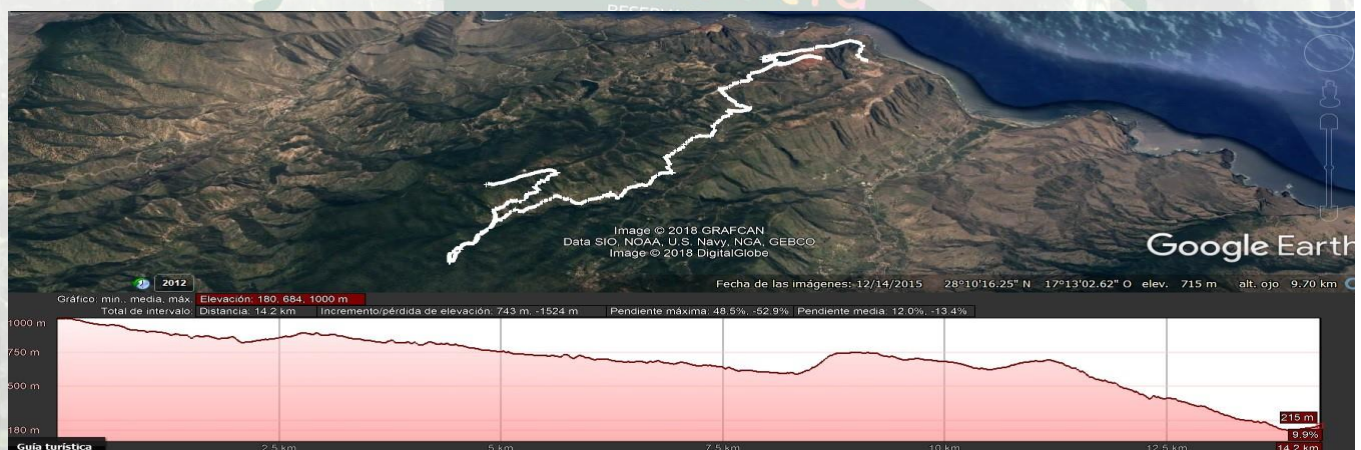 Image © 2018 GRAFCAN
Data SIO, NOAA, U.S. Navy, NGA, GEBCO
Image © 2018 DigitalGlobe
Google Earth
2012
Fecha de las imágenes: 12/14/2015 28°10'16.25" N 17°13'02.62" O elev. 715 m alt. ojo 9.70 km
Gráfico: min., media, máx. Elevación: 180, 684, 1000 m
Total de intervalo: Distancia: 14.2 km Incremento/pérdida de elevación: 743 m, -1524 m Pendiente máxima: 48.5%, -52.9% Pendiente media: 12.0%, -13.4%
1000 m
750 m
500 m
215 m
180 m
9.9%
Guía turística 2.5 km 5 km 7.5 km 10 km 12.5 km 14.2 km